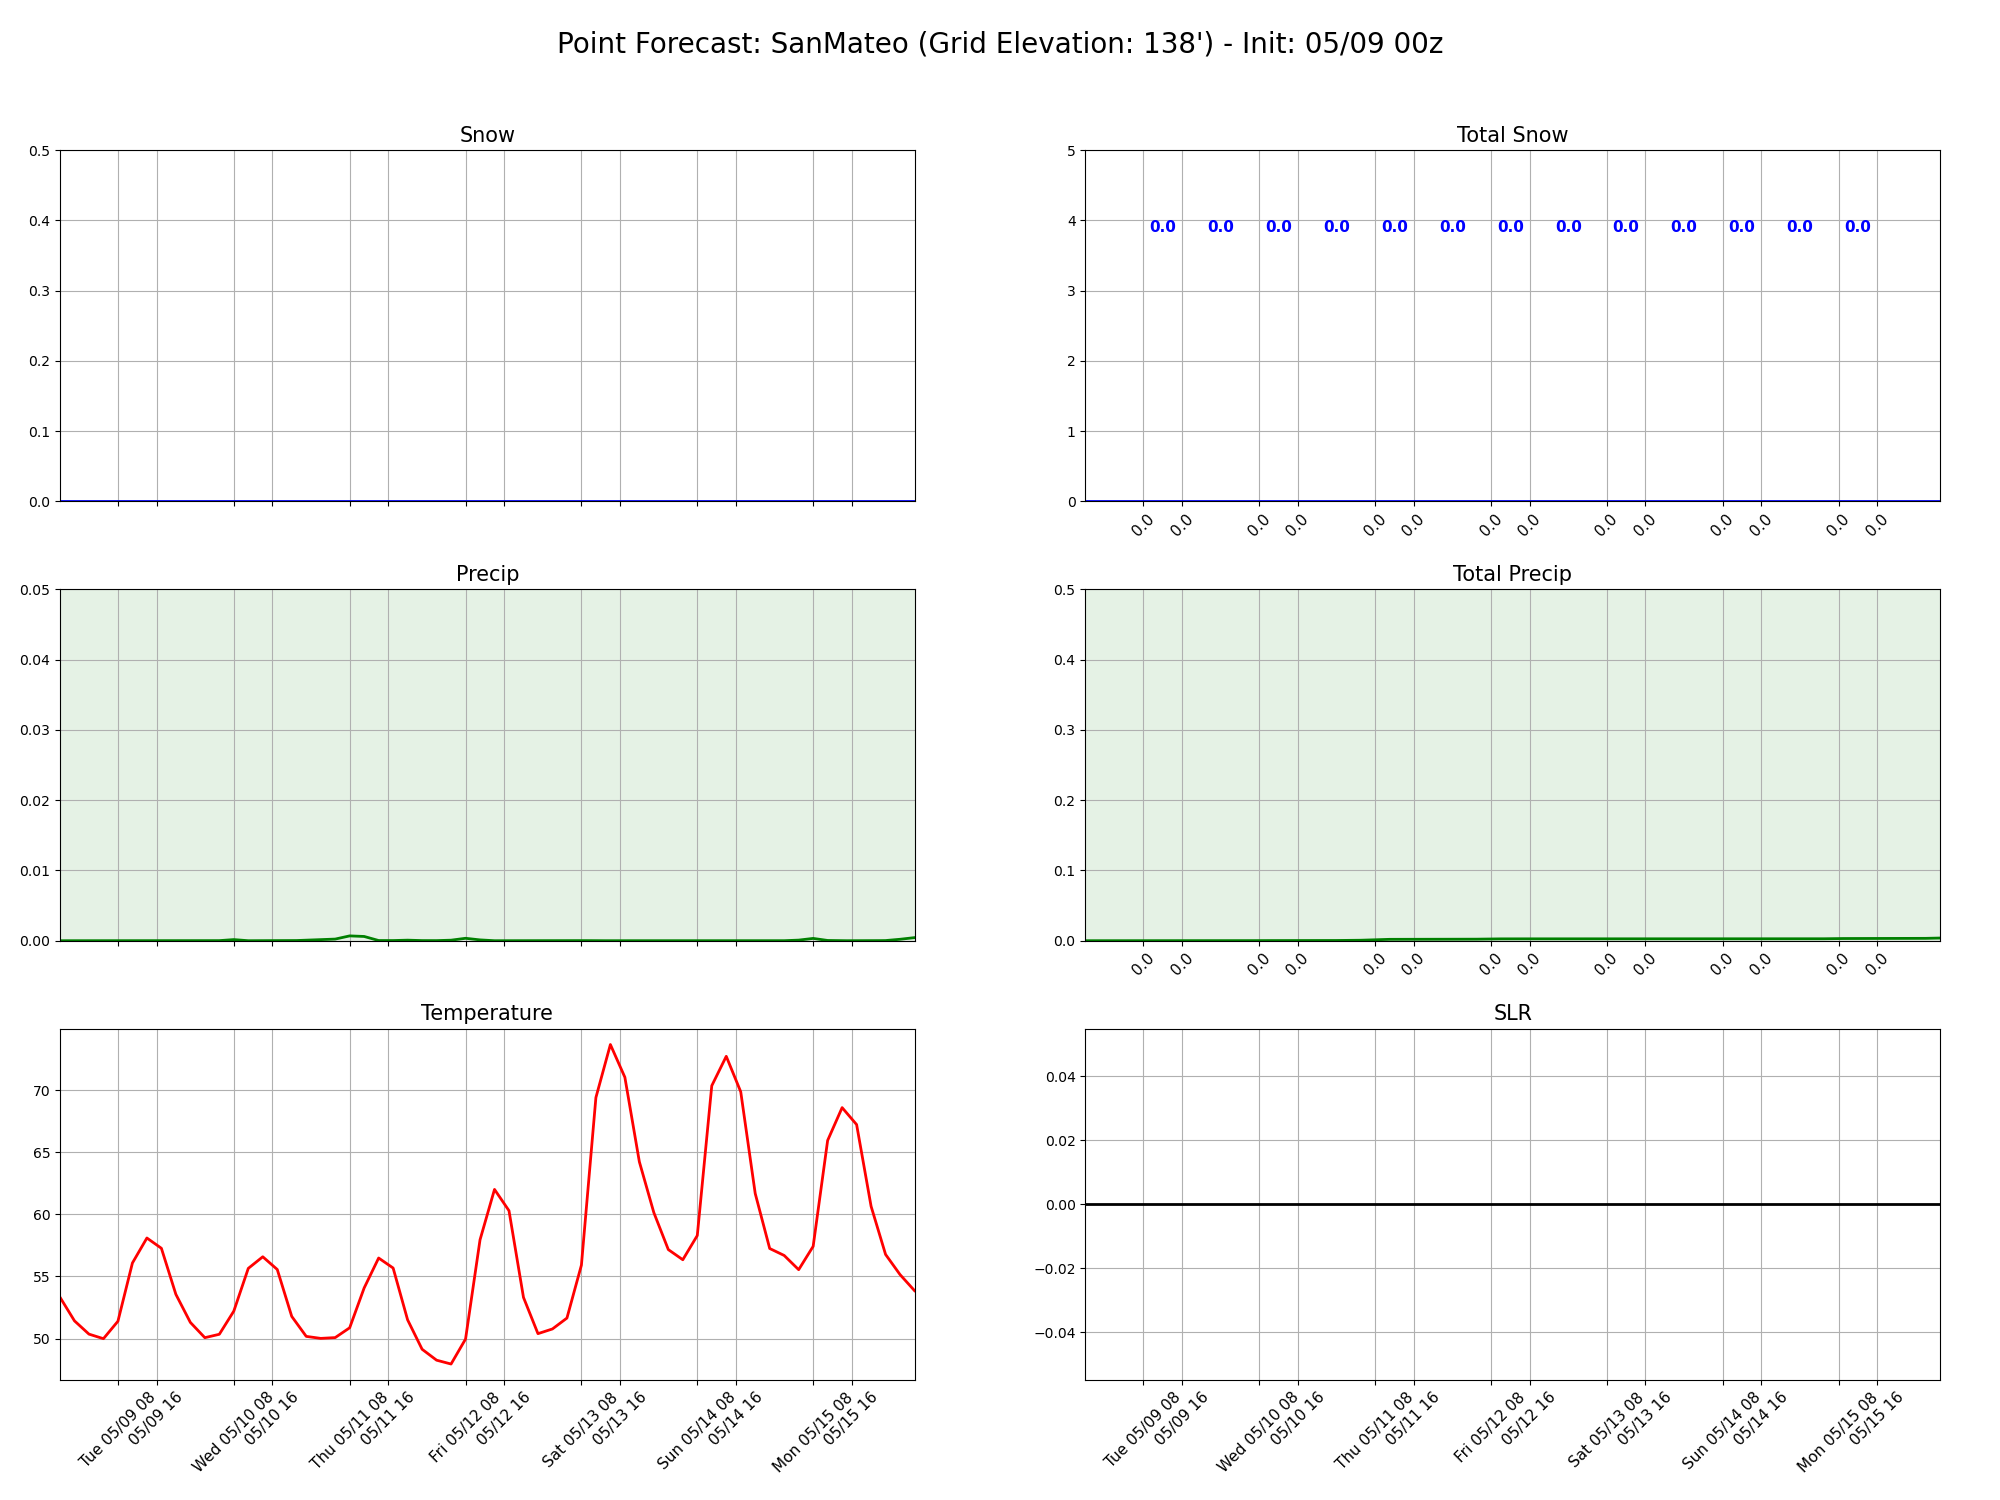 Point Forecast: SanMateo (Grid Elevation: 138') - Init: 05/09 00z
Snow
0.5
0.4
0.3
0.2
0.1
0.0
Total Snow
5
4
3
2
1
0
0.0 0.0 0.0 0.0 0.0 0.0 0.0 0.0 0.0 0.0 0.0 0.0 0.0
0.0 0.0 0.0 0.0 0.0 0.0 0.0 0.0 0.0 0.0 0.0 0.0 0.0 0.0
Precip
0.05
0.04
0.03
0.02
0.01
0.00
Total Precip
0.5
0.4
0.3
0.2
0.1
0.0
0.0 0.0 0.0 0.0 0.0 0.0 0.0 0.0 0.0 0.0 0.0 0.0 0.0 0.0
Temperature
70
65
60
55
50
Tue 05/09 08
05/09 16
Wed 05/10 08
05/10 16
Thu 05/11 08
05/11 16
Fri 05/12 08
05/12 16
Sat 05/13 08
05/13 16
Sun 05/14 08
05/14 16
Mon 05/15 08
05/15 16
SLR
0.04
0.02
0.00
−0.02
−0.04
Tue 05/09 08
05/09 16
Wed 05/10 08
05/10 16
Thu 05/11 08
05/11 16
Fri 05/12 08
05/12 16
Sat 05/13 08
05/13 16
Sun 05/14 08
05/14 16
Mon 05/15 08
05/15 16